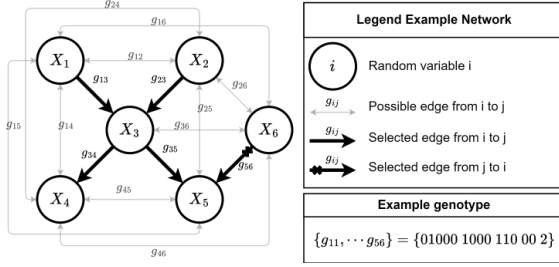 g₂₄
g₁₆
X₁
g₁₂
X₂
g₁₃
g₂₃
g₂₆
g₁₅
g₁₄
X₃
g₃₆
g₂₅
X₆
g₃₄
g₃₅
g₅₆
X₄
g₄₅
X₅
g₄₆
Legend Example Network
i
Random variable i
gᵢⱼ
Possible edge from i to j
gᵢⱼ
Selected edge from i to j
gᵢⱼ
Selected edge from j to i
Example genotype
{g₁₁, ⋯ g₅₆} = {01000 1000 110 00 2}